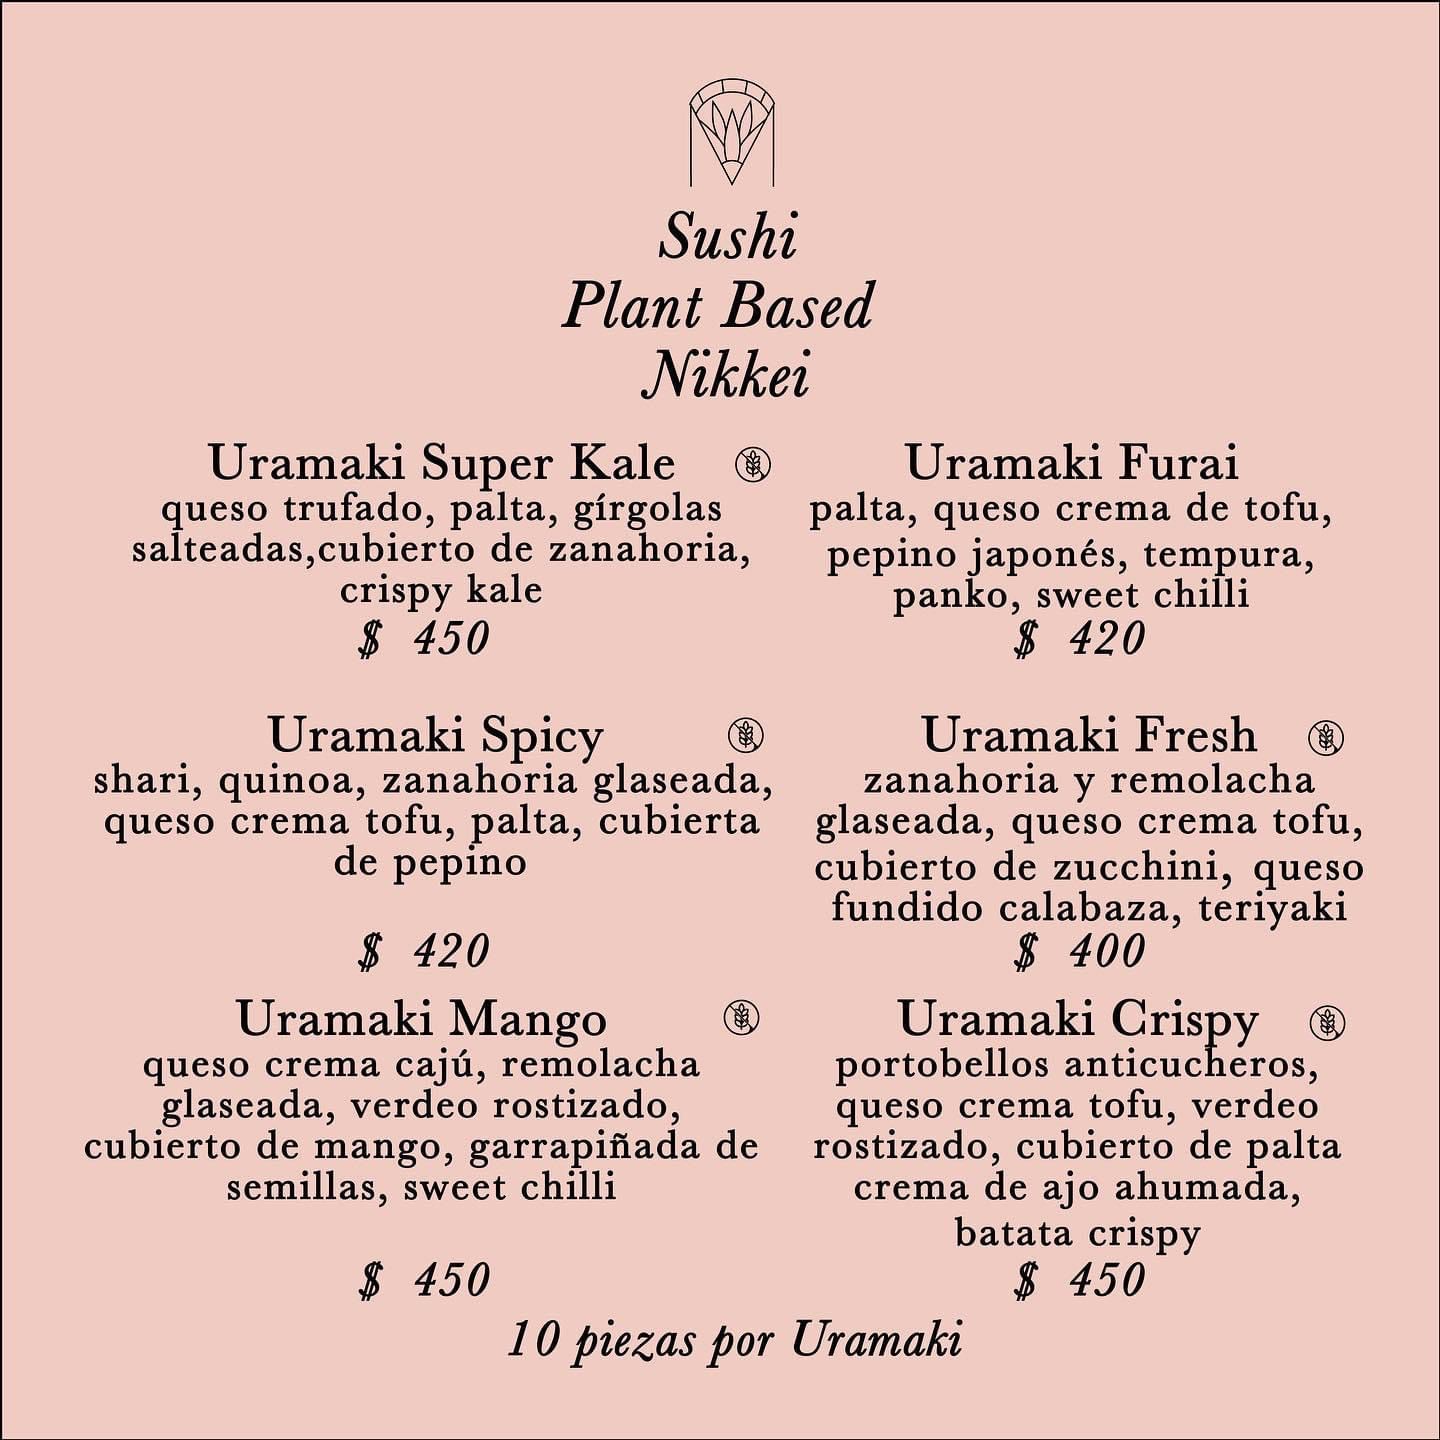 Sushi
Plant Based
Nikkei
Uramaki Super Kale
queso trufado, palta, gírgolas
salteadas,cubierto de zanahoria,
crispy kale
$ 450
Uramaki Furai
palta, queso crema de tofu,
pepino japonés, tempura,
panko, sweet chilli
$ 420
Uramaki Spicy
shari, quinoa, zanahoria glaseada,
queso crema tofu, palta, cubierta
de pepino
$ 420
Uramaki Fresh
zanahoria y remolacha
glaseada, queso crema tofu,
cubierto de zucchini, queso
fundido calabaza, teriyaki
$ 400
Uramaki Mango
queso crema cajú, remolacha
glaseada, verdeo rostizado,
cubierto de mango, garrapiñada de
semillas, sweet chilli
$ 450
Uramaki Crispy
portobellos anticucheros,
queso crema tofu, verdeo
rostizado, cubierto de palta
crema de ajo ahumada,
batata crispy
$ 450
10 piezas por Uramaki